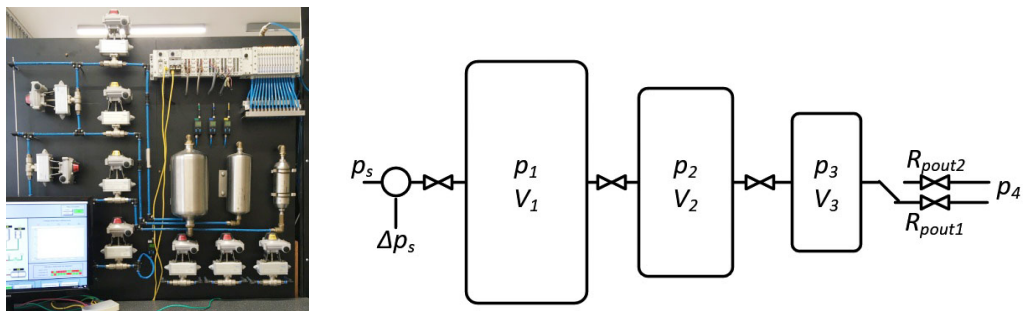 p_s
Δp_s
p_1
V_1
p_2
V_2
p_3
V_3
R_pout2
R_pout1
p_4